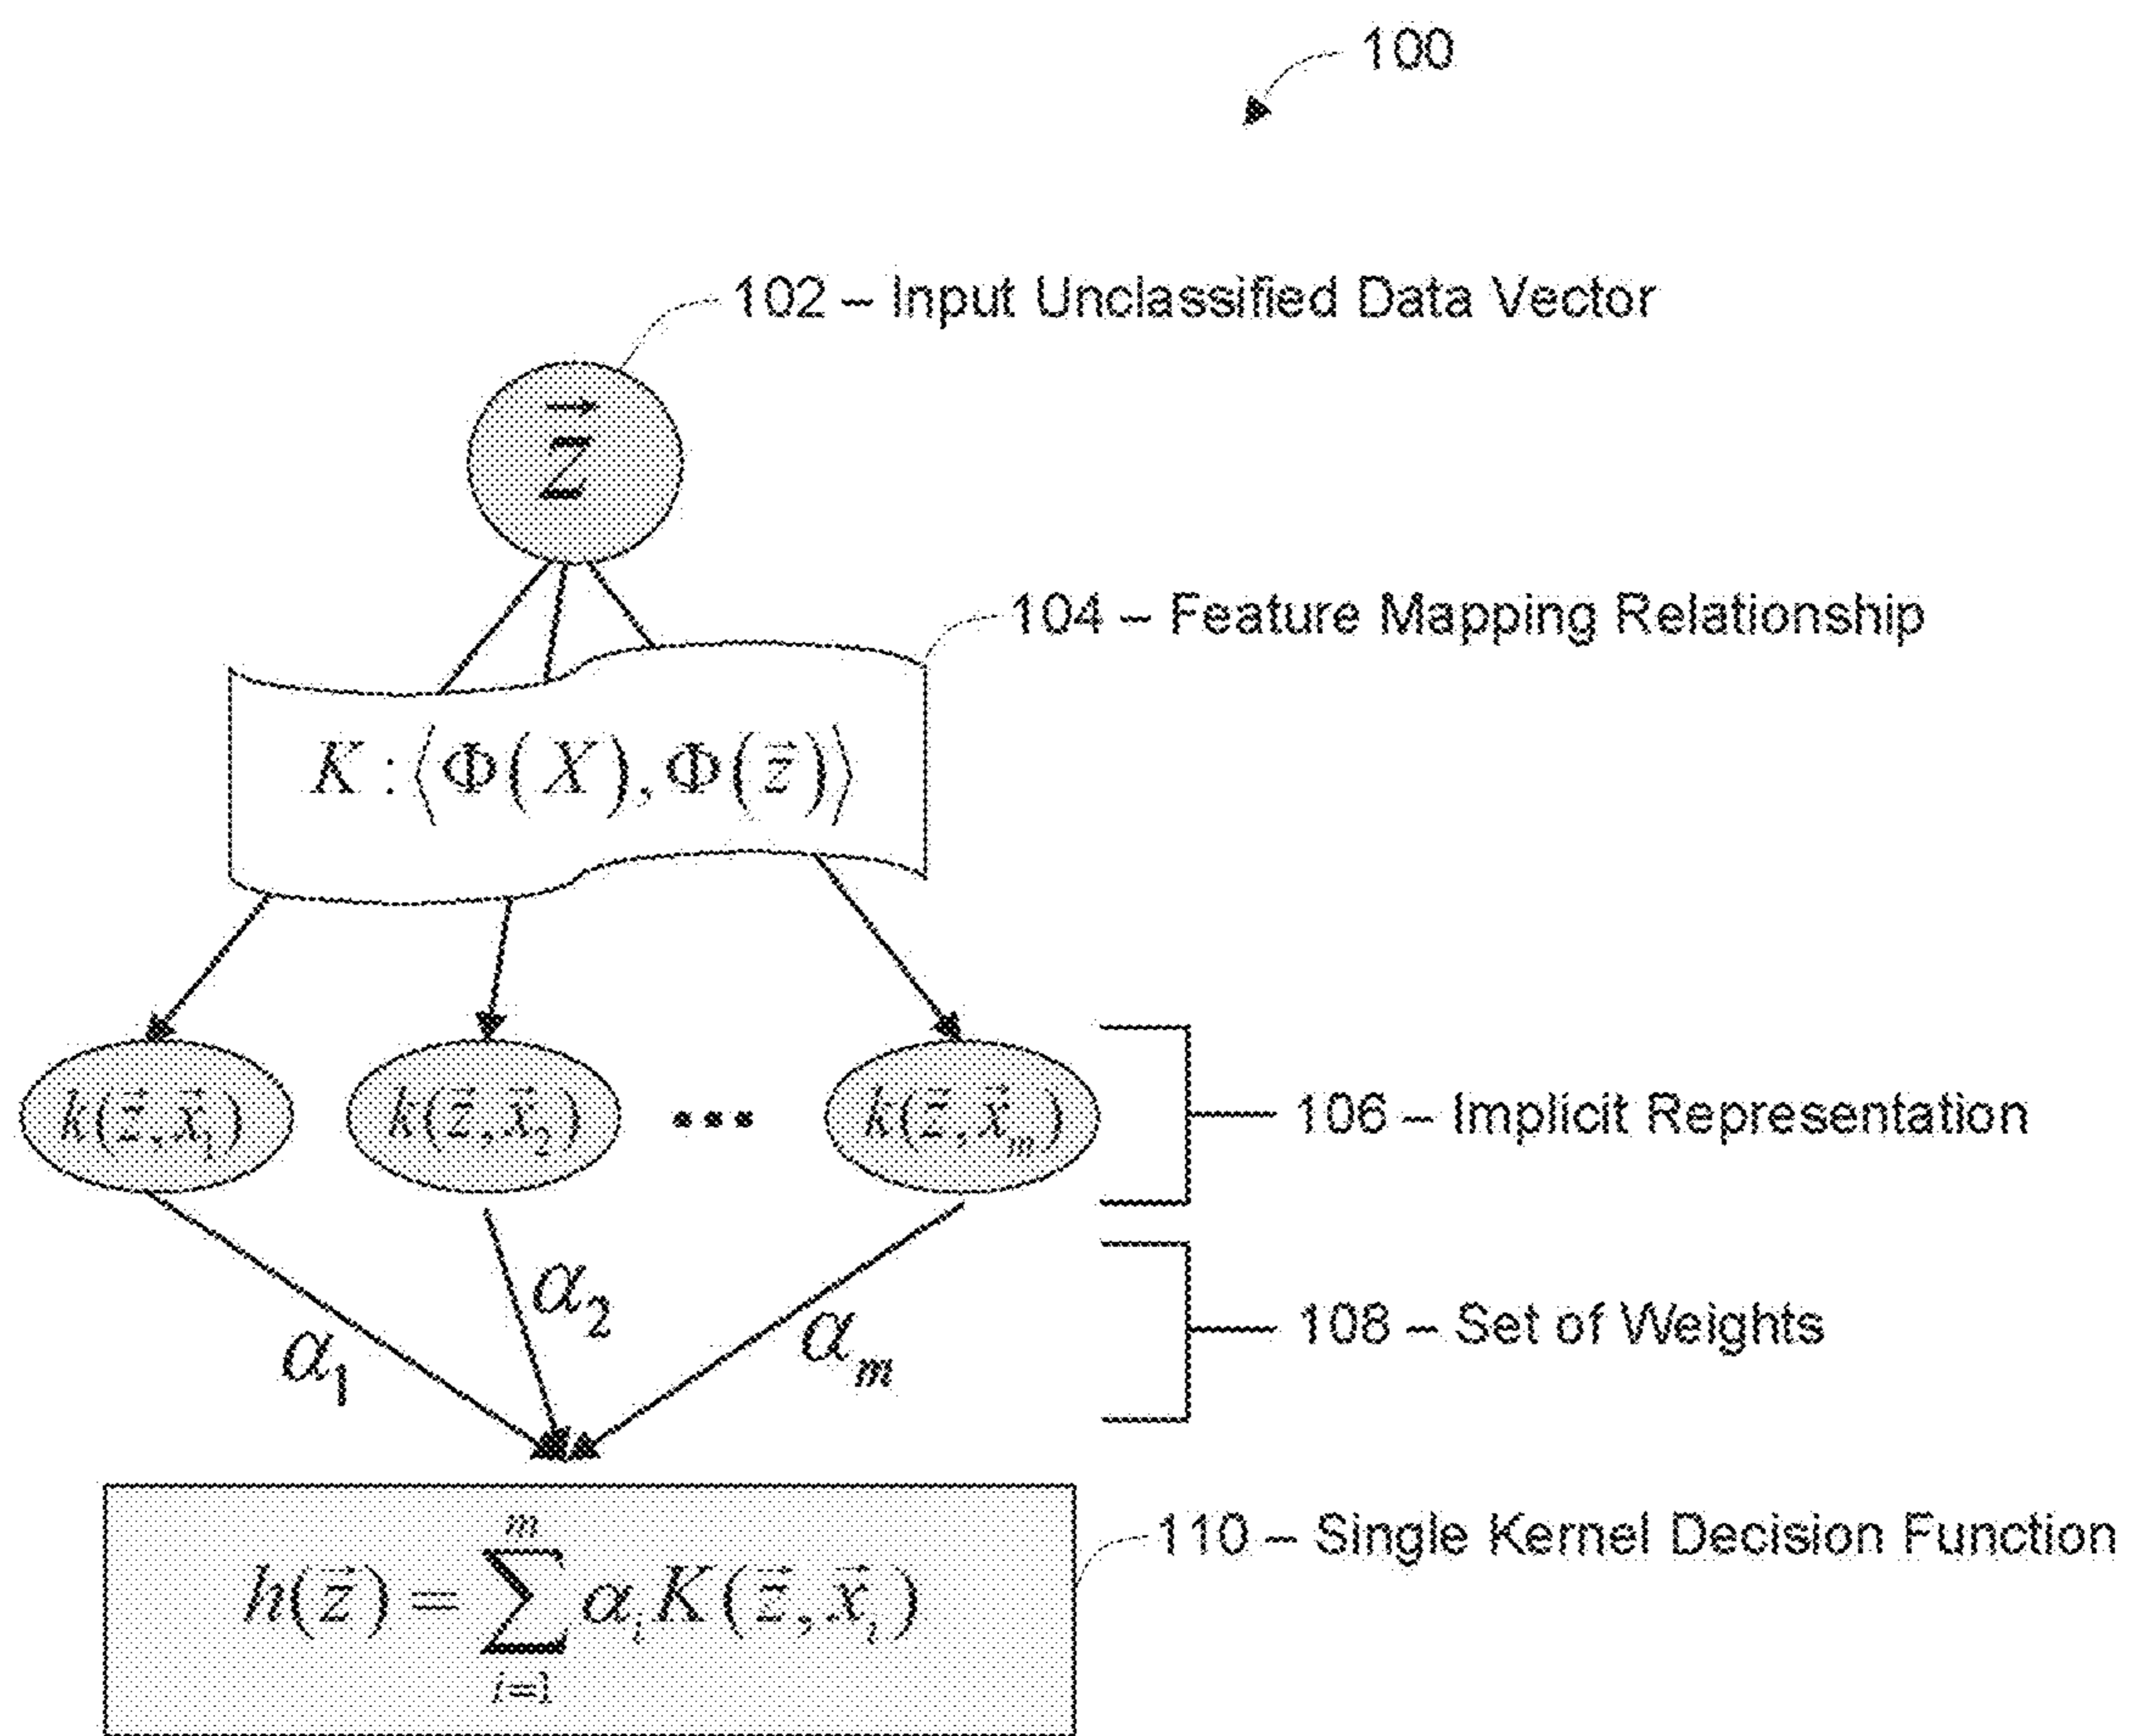 100
102 – Input Unclassified Data Vector
z⃗
104 – Feature Mapping Relationship
K : ⟨Φ(X), Φ(z⃗)⟩
k(z⃗, x⃗₁) k(z⃗, x⃗₂) ... k(z⃗, x⃗ₘ)
106 – Implicit Representation
α₁ α₂ αₘ
108 – Set of Weights
110 – Single Kernel Decision Function
h(z⃗) = ∑ᵢ₌₁ᵐ αᵢ K(z⃗, x⃗ᵢ)